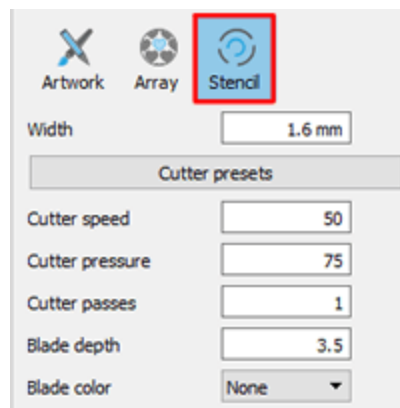 Artwork Array Stencil
Width 1.6 mm
Cutter presets
Cutter speed 50
Cutter pressure 75
Cutter passes 1
Blade depth 3.5
Blade color None